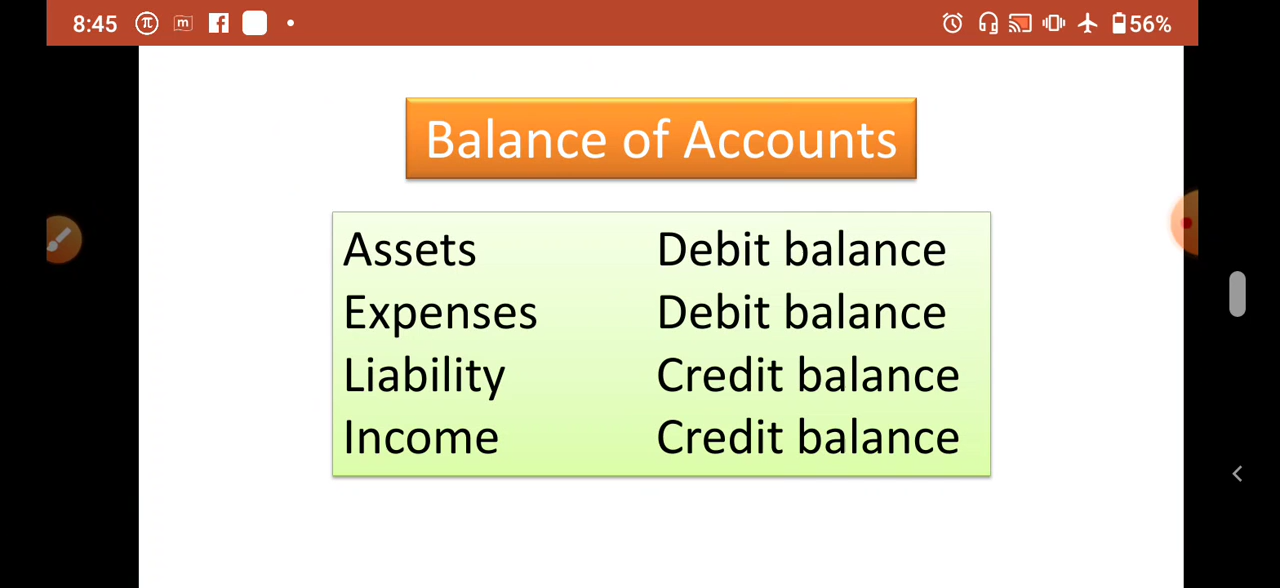 8:45 π m f 56%
Balance of Accounts
Assets Debit balance
Expenses Debit balance
Liability Credit balance
Income Credit balance